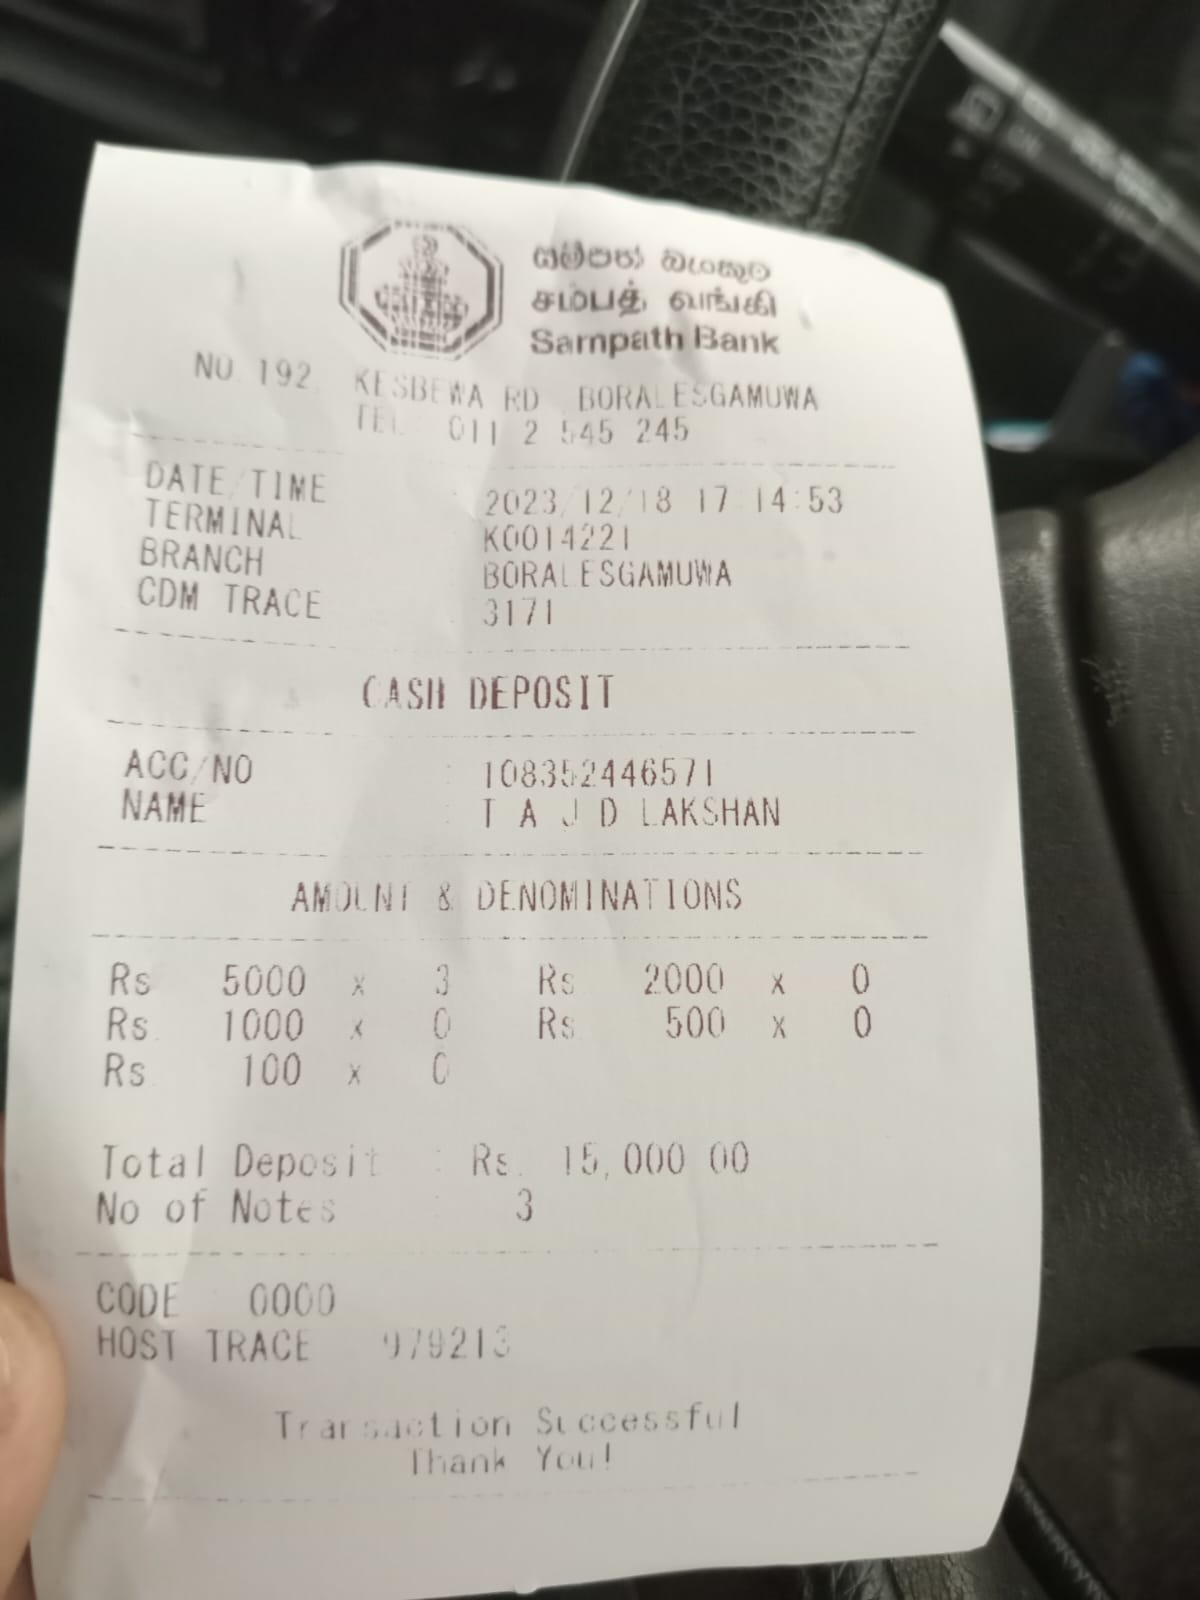 සම්පත් බැංකුව
சம்பத் வங்கி
Sampath Bank
NO 192, KESBEWA RD, BORALESGAMUWA
TEL 011 2 545 245
DATE/TIME : 2023/12/18 17:14:53
TERMINAL : K0014221
BRANCH : BORALESGAMUWA
CDM TRACE : 3171
CASH DEPOSIT
ACC/NO : 108352446571
NAME : T A J D LAKSHAN
AMOUNT & DENOMINATIONS
Rs 5000 x 3 Rs 2000 x 0
Rs. 1000 x 0 Rs 500 x 0
Rs 100 x 0
Total Deposit : Rs. 15,000.00
No of Notes : 3
CODE 0000
HOST TRACE 979213
Transaction Successful
Thank You!